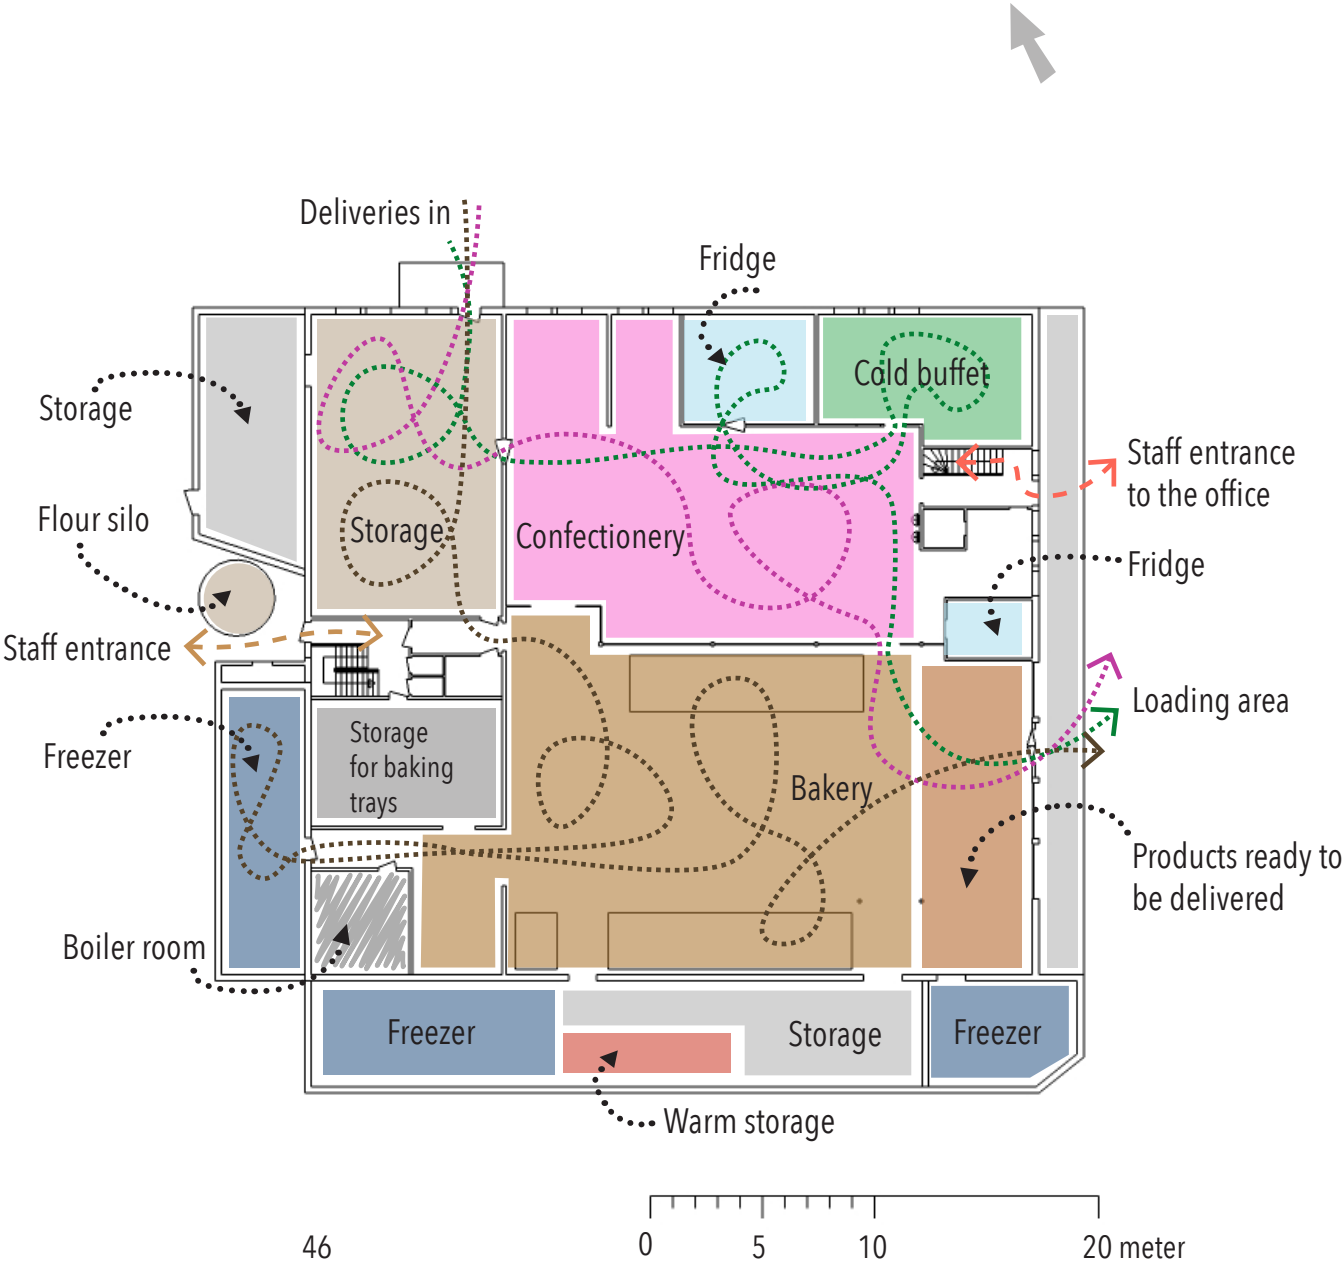 Deliveries in
Fridge
Storage
Cold buffet
Staff entrance
to the office
Flour silo
Storage
Confectionery
Fridge
Staff entrance
Loading area
Freezer
Storage
for baking
trays
Bakery
Products ready to
be delivered
Boiler room
Freezer
Storage
Freezer
Warm storage
46
0
5
10
20 meter